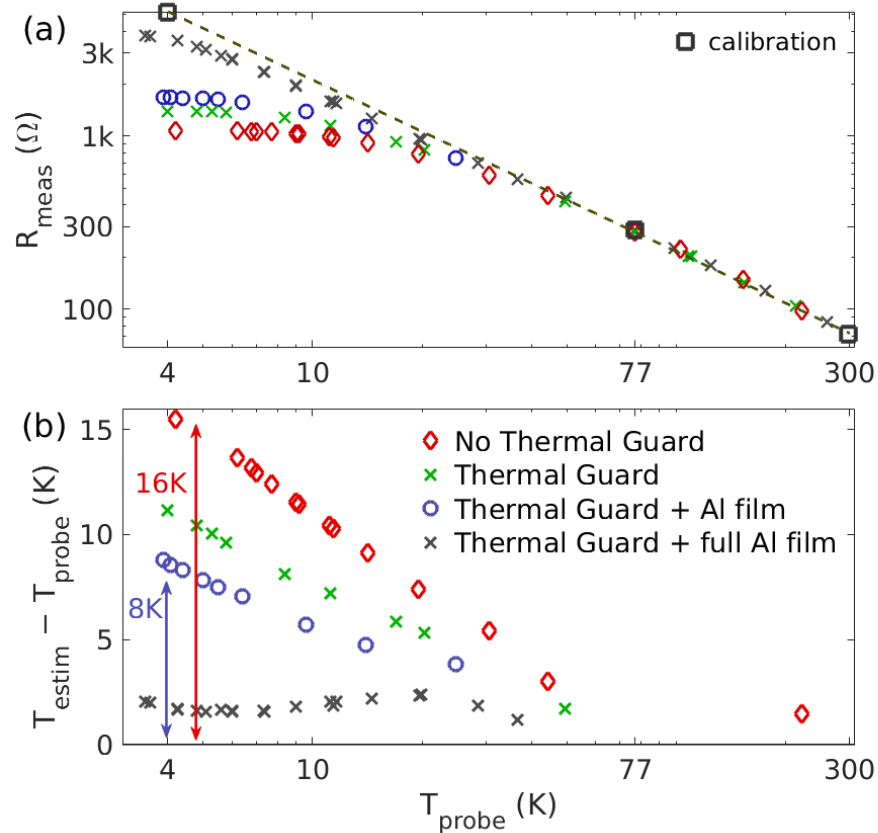 (a)
calibration
3k
1k
300
100
R_meas (Ω)
4 10 77 300
(b)
15
10
5
0
T_estim − T_probe (K)
16K
8K
No Thermal Guard
Thermal Guard
Thermal Guard + Al film
Thermal Guard + full Al film
4 10 77 300
T_probe (K)